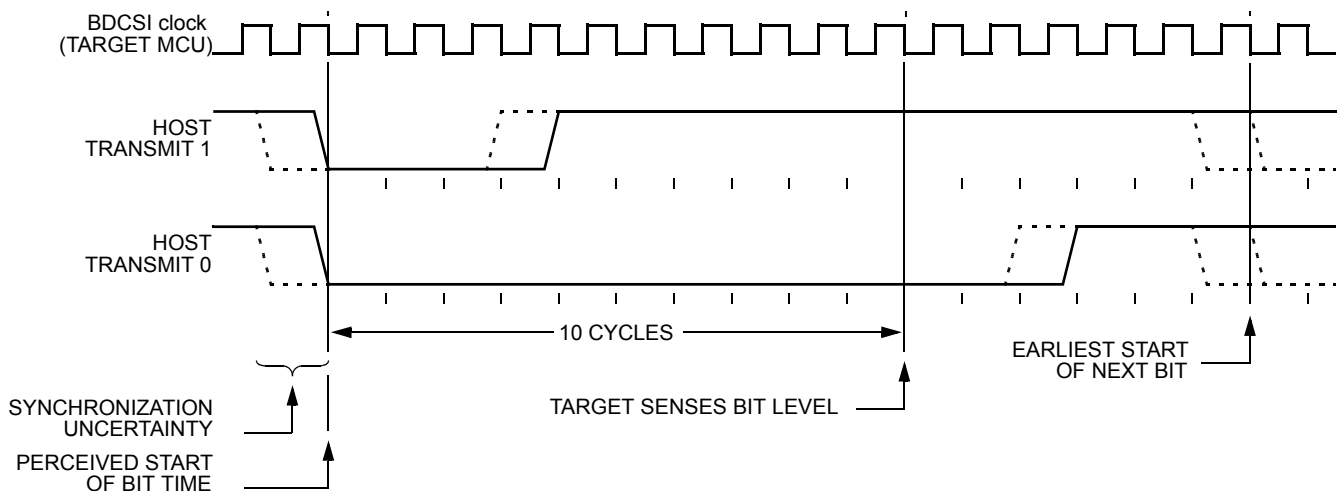 BDCSI clock
(TARGET MCU)
HOST
TRANSMIT 1
HOST
TRANSMIT 0
10 CYCLES
EARLIEST START
OF NEXT BIT
TARGET SENSES BIT LEVEL
SYNCHRONIZATION
UNCERTAINTY
PERCEIVED START
OF BIT TIME